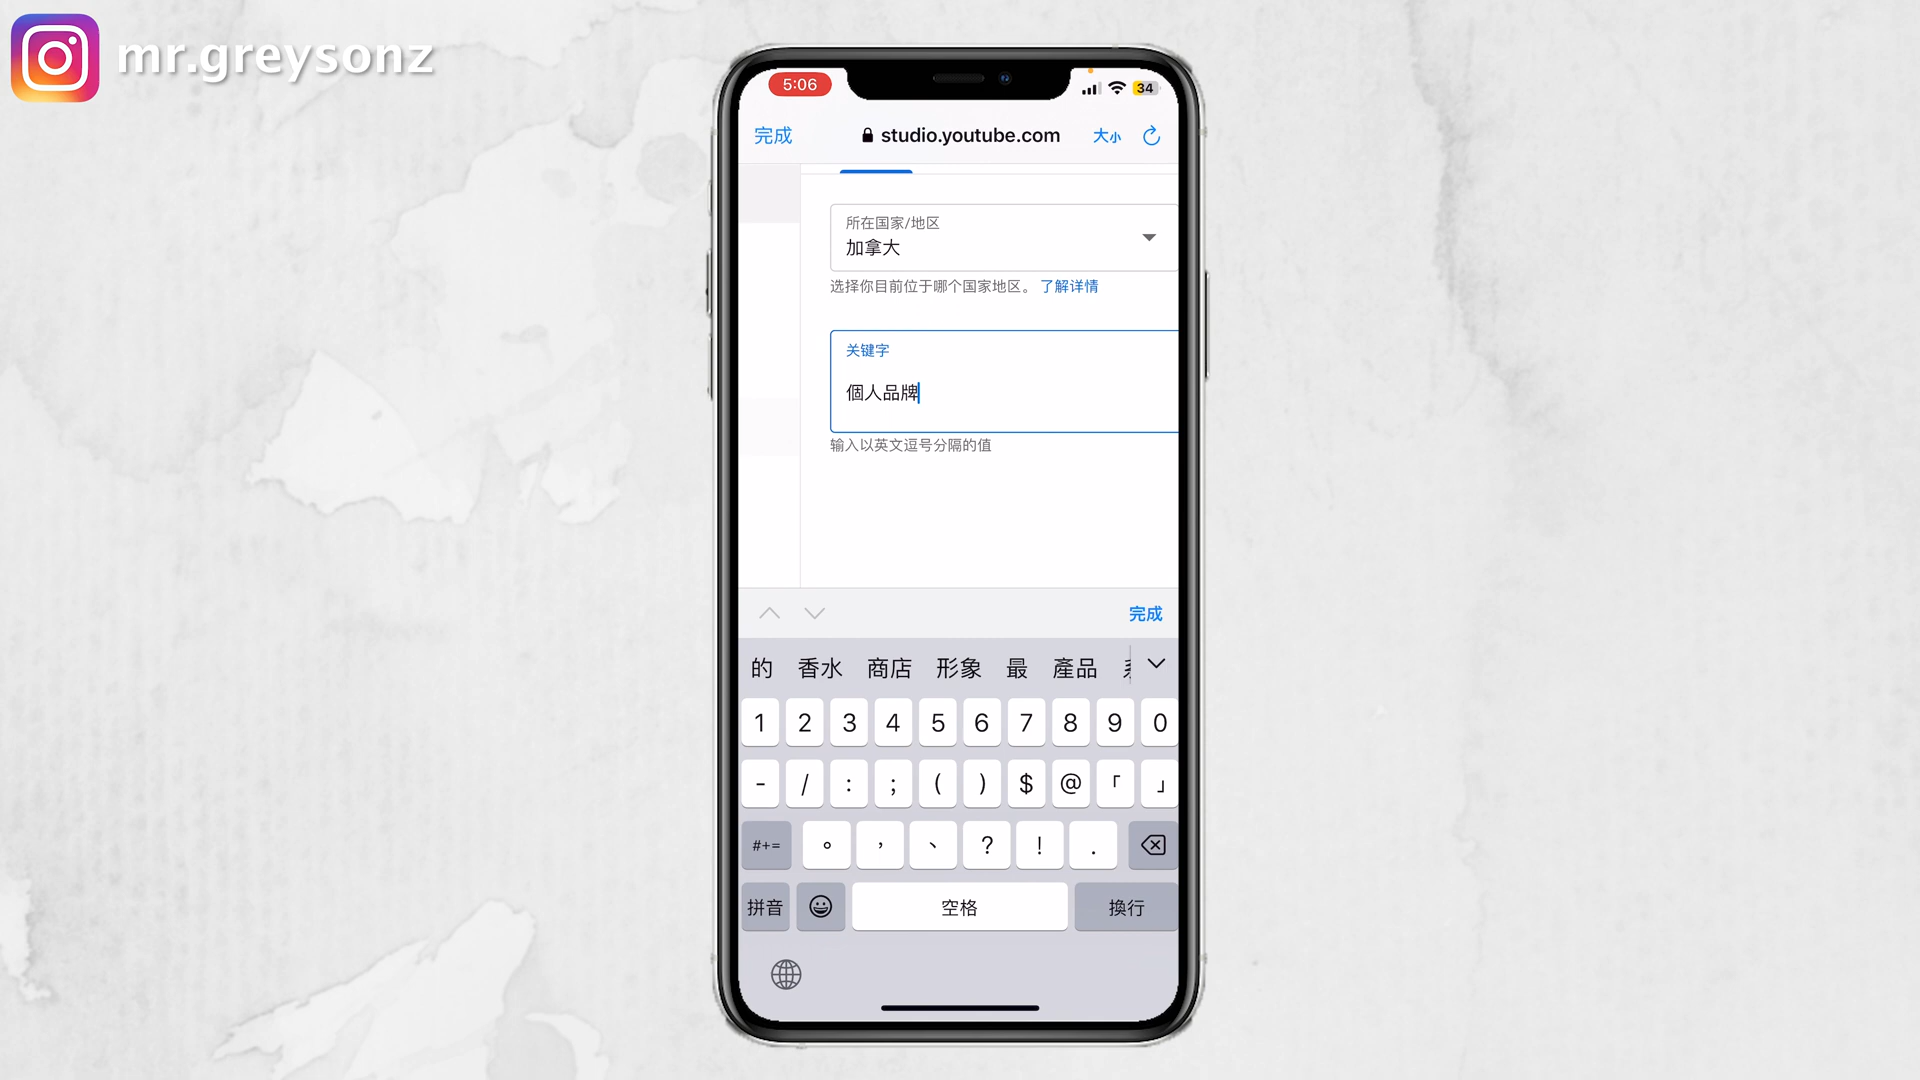 mr.greysonz
5:06
34
完成
studio.youtube.com
大小
所在国家/地区
加拿大
选择你目前位于哪个国家地区。 了解详情
关键字
個人品牌
输入以英文逗号分隔的值
完成
的 香水 商店 形象 最 產品
1 2 3 4 5 6 7 8 9 0
- / : ; ( ) $ @ 「 」
#+= 。 ， 、 ? ! .
拼音 空格 換行